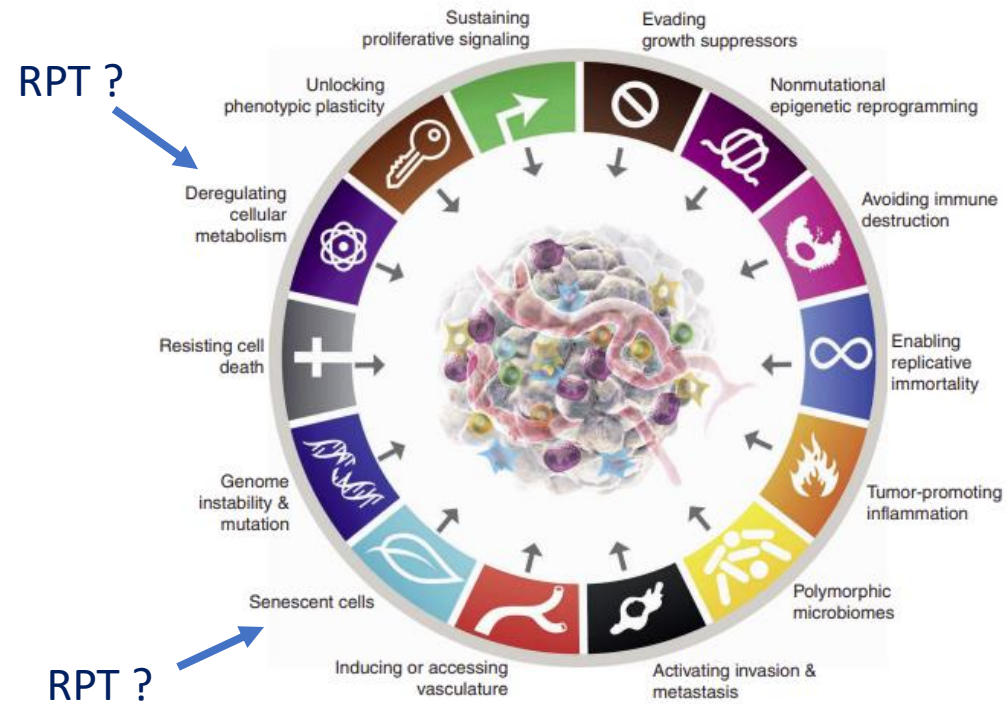 RPT ?
Sustaining
proliferative signaling
Evading
growth suppressors
Unlocking
phenotypic plasticity
Nonmutational
epigenetic reprogramming
Deregulating
cellular
metabolism
Avoiding immune
destruction
Resisting cell
death
Enabling
replicative
immortality
Genome
instability &
mutation
Tumor-promoting
inflammation
Senescent cells
Polymorphic
microbiomes
Inducing or accessing
vasculature
Activating invasion &
metastasis
RPT ?